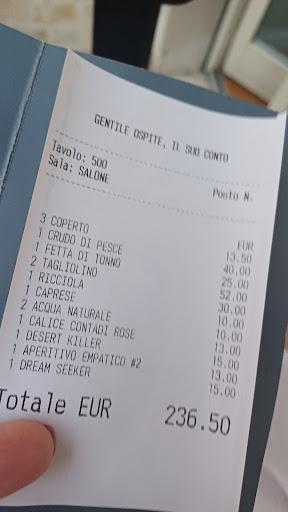 GENTILE OSPITE, IL SUO CONTO
Tavolo: 500 Posto N.
Sala: SALONE
EUR
3 COPERTO 13.50
1 CRUDO DI PESCE 40.00
1 FETTA DI TONNO 25.00
2 TAGLIOLINO 52.00
1 RICCIOLA 30.00
1 CAPRESE 10.00
2 ACQUA NATURALE 10.00
1 CALICE CONTADI ROSE 13.00
1 DESERT KILLER 15.00
1 APERITIVO EMPATICO #2 13.00
1 DREAM SEEKER 15.00
Totale EUR 236.50